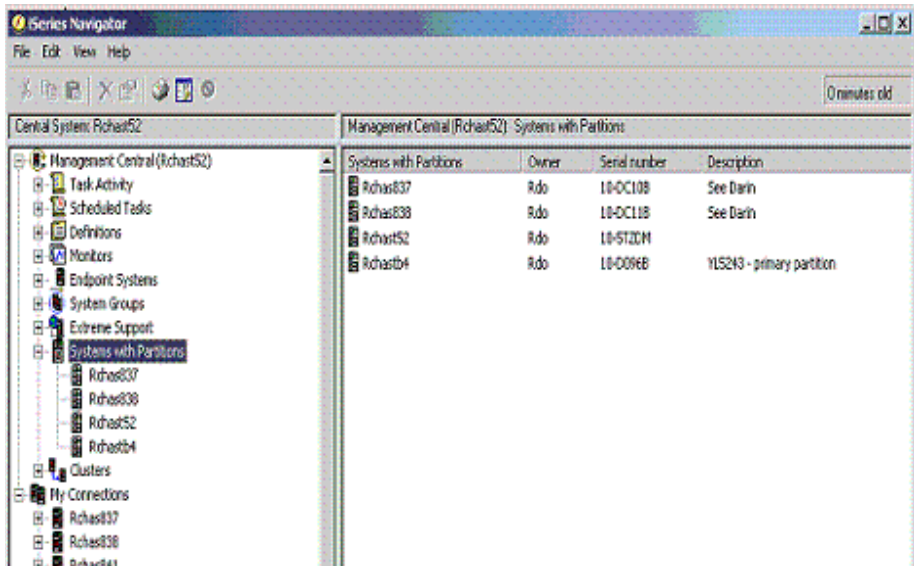 iSeries Navigator
File Edit View Help
0 minutes old
Central System: Rchast52
Management Central (Rchast52): Systems with Partitions
Management Central (Rchast52)
Task Activity
Scheduled Tasks
Definitions
Monitors
Endpoint Systems
System Groups
Extreme Support
Systems with Partitions
Rchas837
Rchas838
Rchast52
Rchastb4
Clusters
My Connections
Rchas837
Rchas838
Rchas841
Systems with Partitions Owner Serial number Description
Rchas837 Rdo 10-DC10B See Darin
Rchas838 Rdo 10-DC11B See Darin
Rchast52 Rdo
Rchastb4 Rdo 10-D096B YL5243 - primary partition